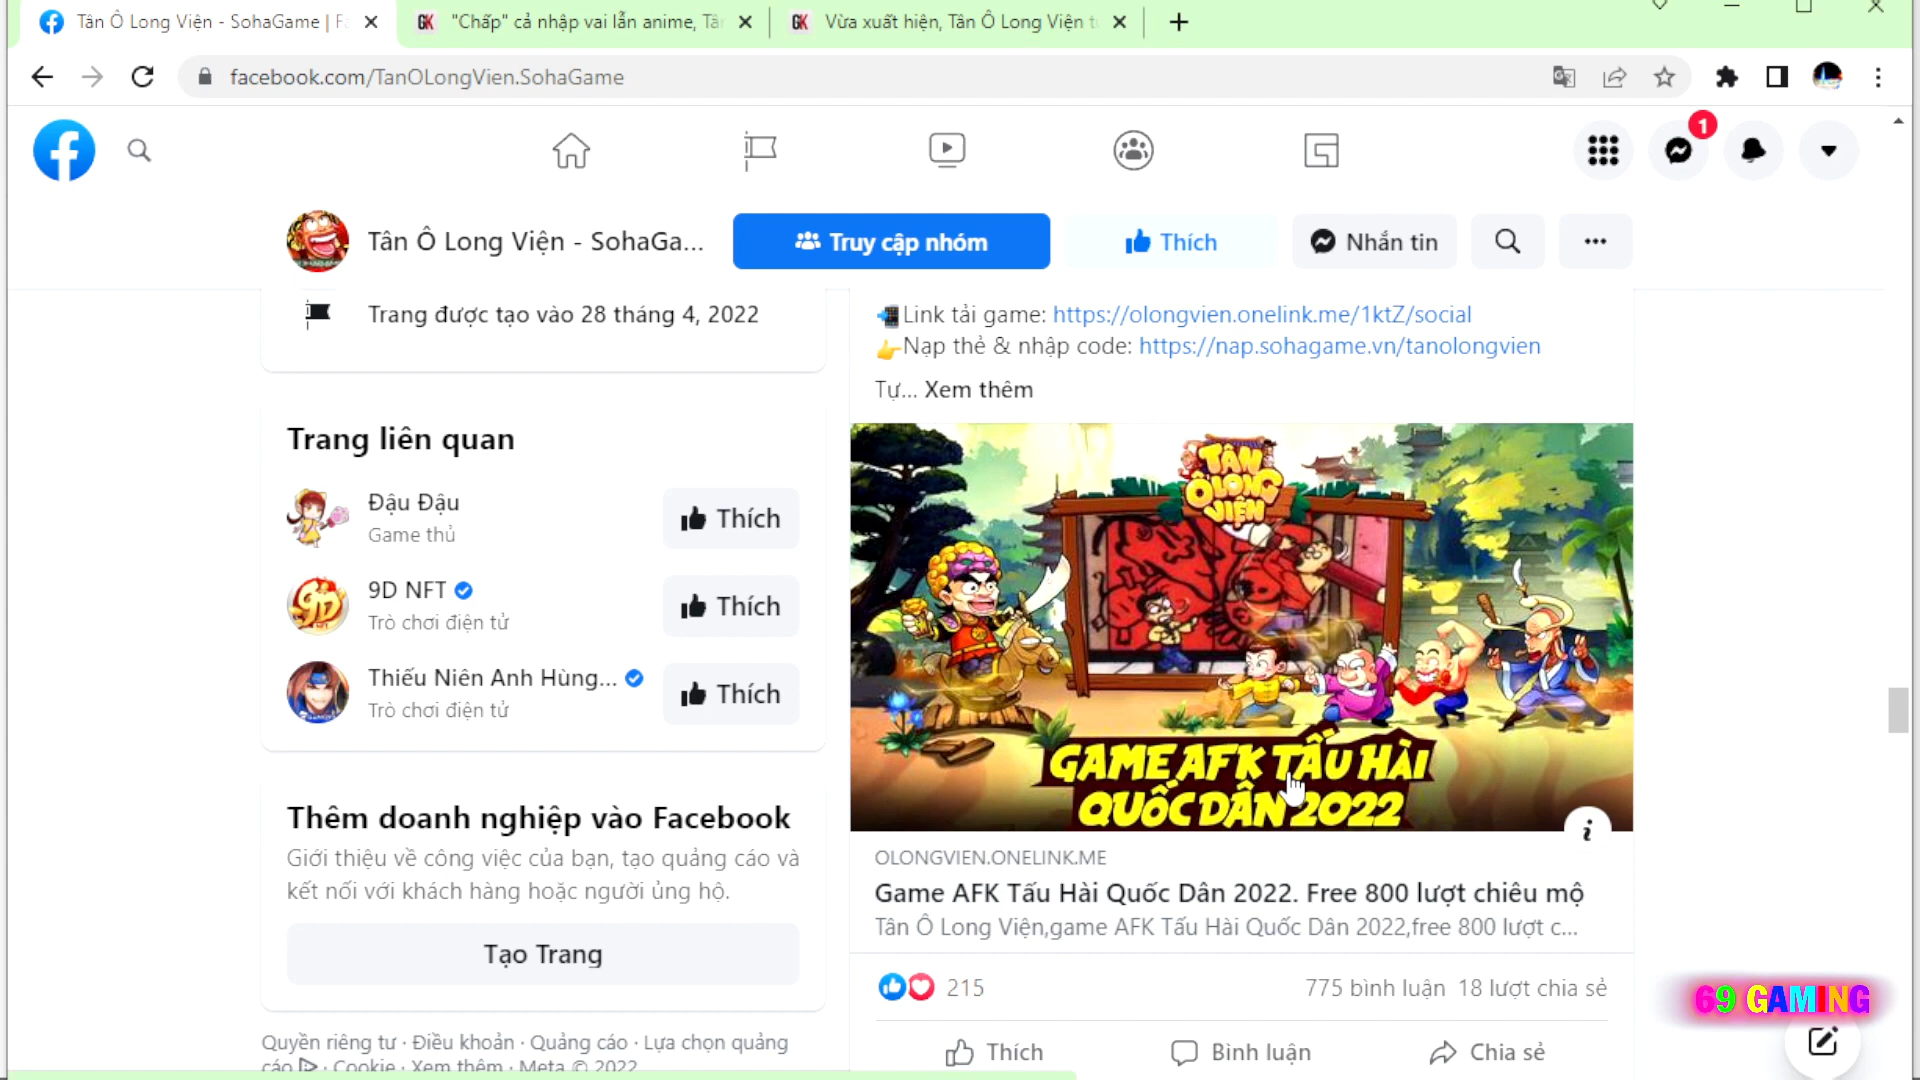 Tân Ô Long Viện - SohaGame | Fa
"Chấp" cả nhập vai lẫn anime, Tân
Vừa xuất hiện, Tân Ô Long Viện t
facebook.com/TanOLongVien.SohaGame
1
Tân Ô Long Viện - SohaGa...
Truy cập nhóm
Thích
Nhắn tin
Trang được tạo vào 28 tháng 4, 2022
Trang liên quan
Đậu Đậu
Game thủ
Thích
9D NFT
Trò chơi điện tử
Thích
Thiếu Niên Anh Hùng...
Trò chơi điện tử
Thích
Thêm doanh nghiệp vào Facebook
Giới thiệu về công việc của bạn, tạo quảng cáo và
kết nối với khách hàng hoặc người ủng hộ.
Tạo Trang
Quyền riêng tư · Điều khoản · Quảng cáo · Lựa chọn quảng
cáo · Cookie · Xem thêm · Meta © 2022
Link tải game: https://olongvien.onelink.me/1ktZ/social
Nạp thẻ & nhập code: https://nap.sohagame.vn/tanolongvien
Tự... Xem thêm
TÂN
Ô LONG
VIỆN
GAME AFK TẤU HÀI
QUỐC DÂN 2022
OLONGVIEN.ONELINK.ME
Game AFK Tấu Hài Quốc Dân 2022. Free 800 lượt chiêu mộ
Tân Ô Long Viện,game AFK Tấu Hài Quốc Dân 2022,free 800 lượt c...
215
775 bình luận 18 lượt chia sẻ
Thích
Bình luận
Chia sẻ
69 GAMING